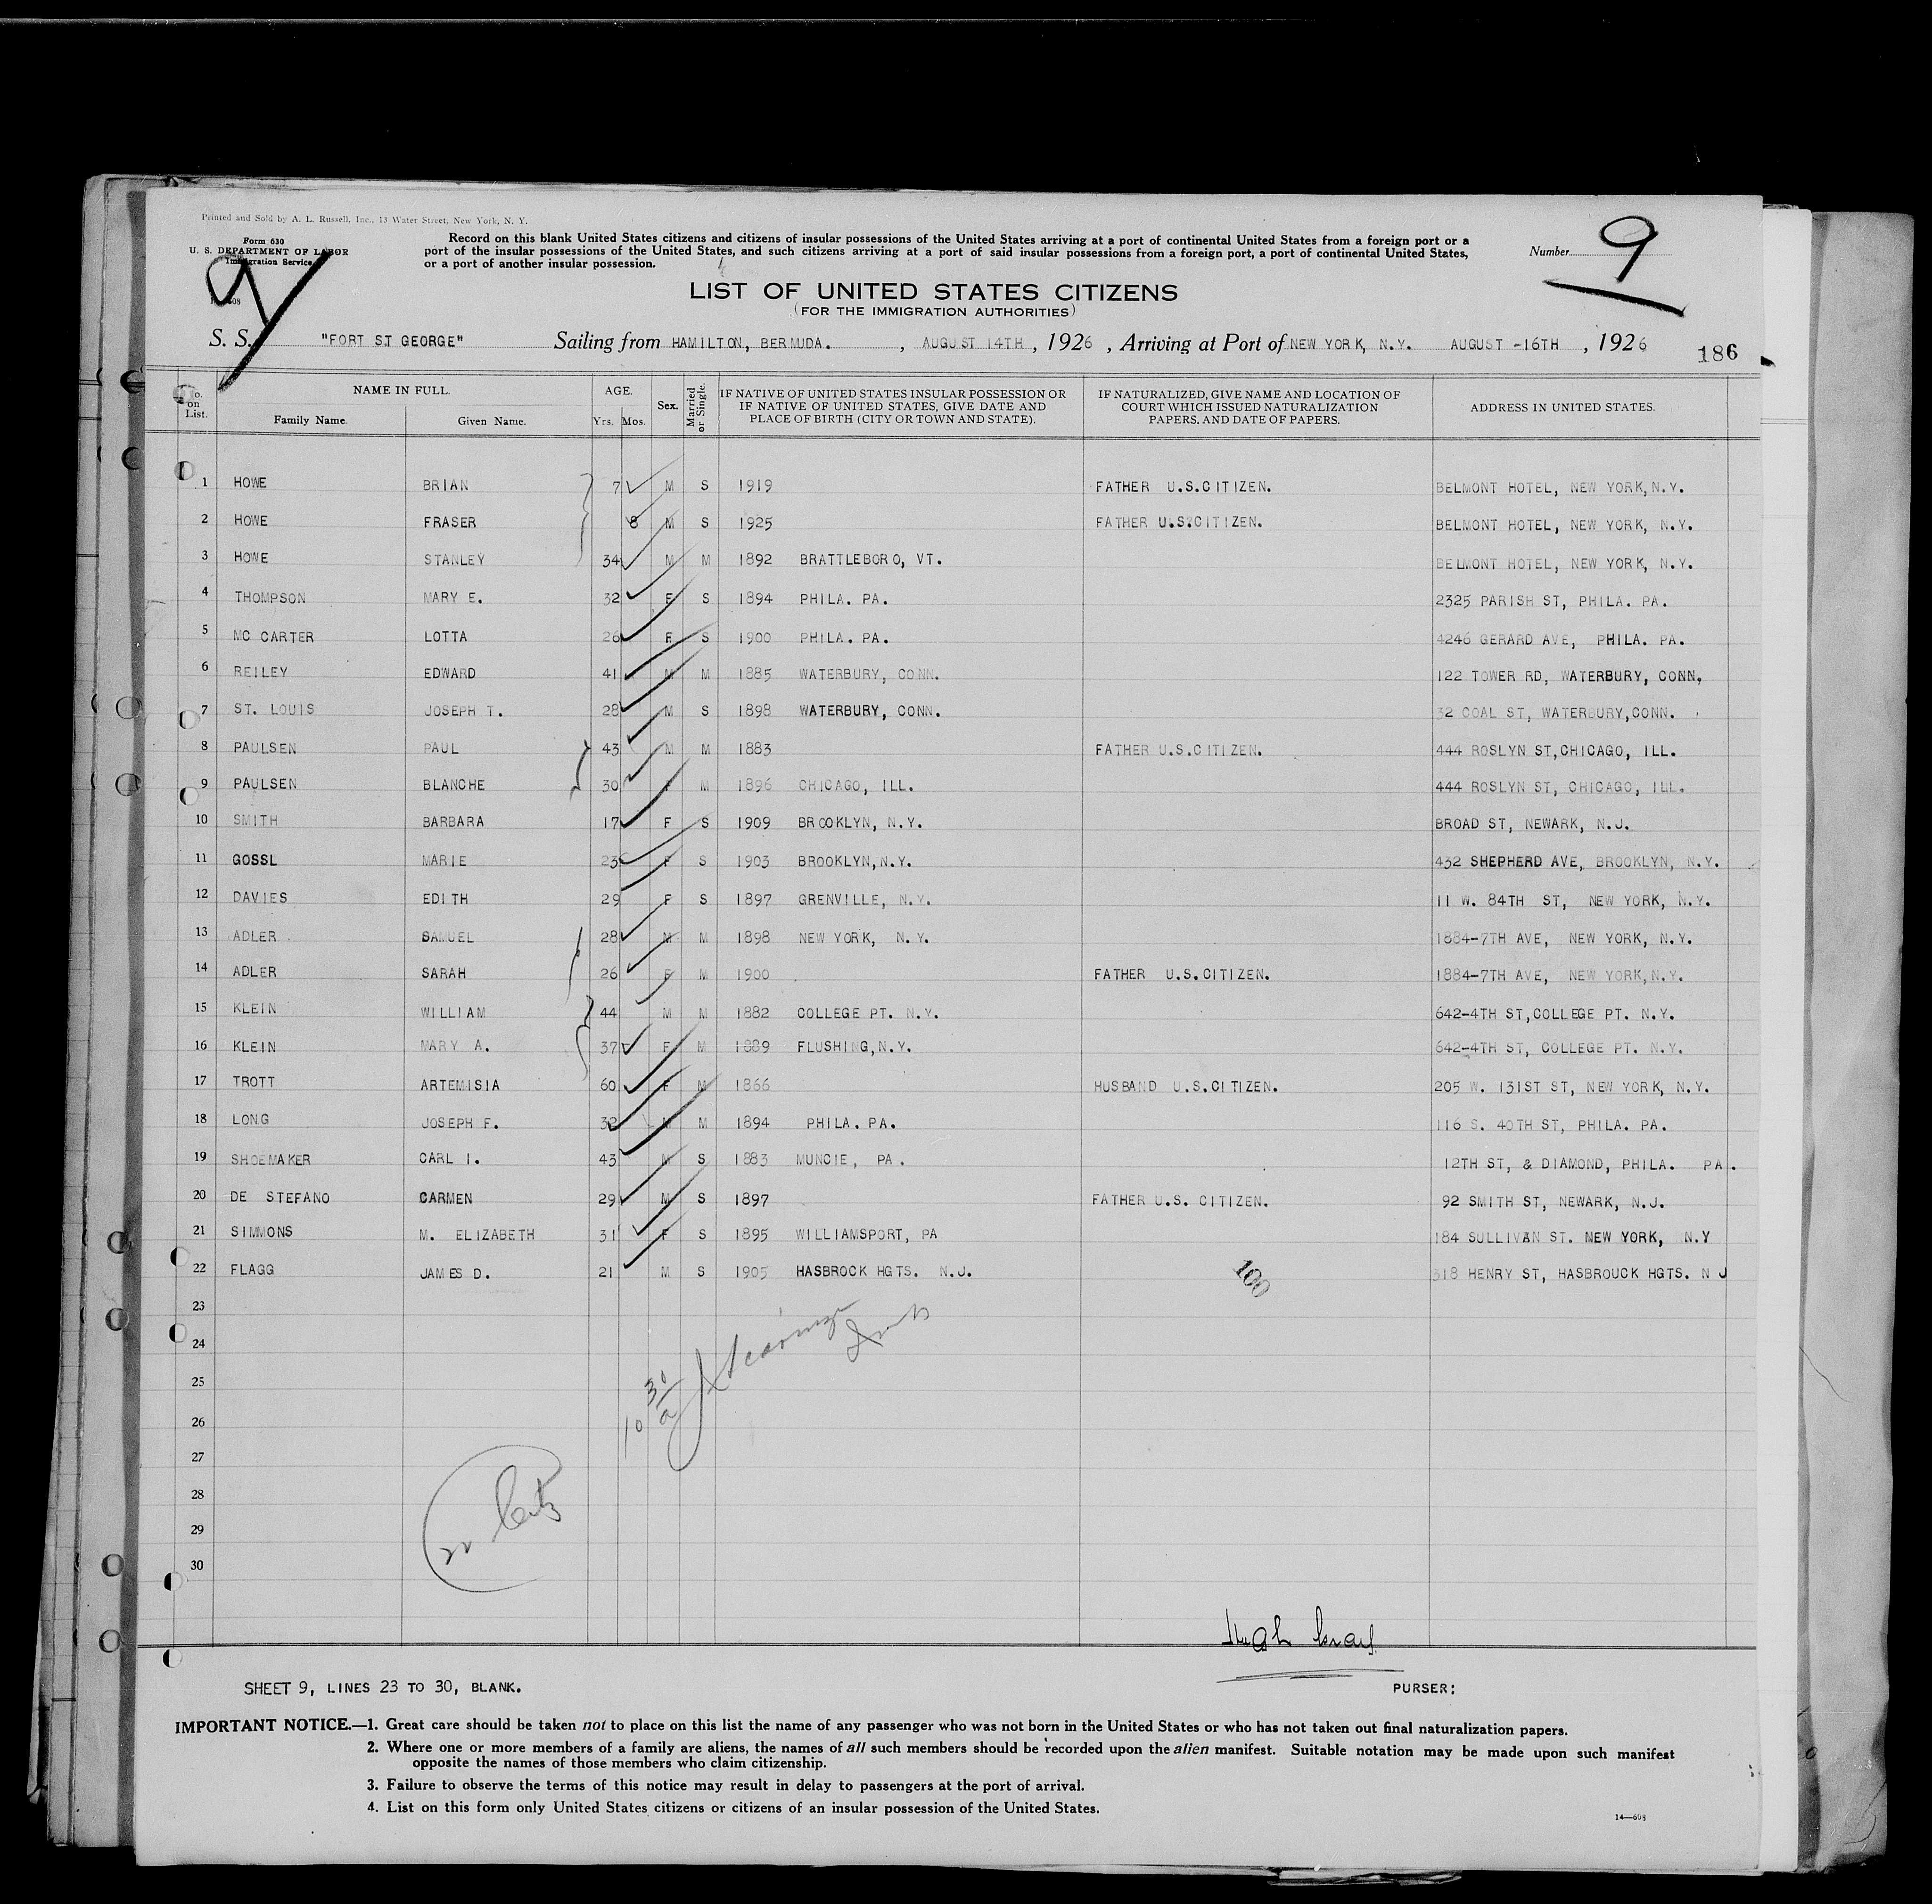 Printed and Sold by A. L. Russell, Inc., 13 Water Street, New York, N. Y.
Form 630
U. S. DEPARTMENT OF LABOR
Immigration Service
Record on this blank United States citizens and citizens of insular possessions of the United States arriving at a port of continental United States from a foreign port or a
port of the insular possessions of the United States, and such citizens arriving at a port of said insular possessions from a foreign port, a port of continental United States,
or a port of another insular possession.
Number 9
9
LIST OF UNITED STATES CITIZENS
(FOR THE IMMIGRATION AUTHORITIES)
S. S. "FORT ST GEORGE" Sailing from HAMILTON, BERMUDA. , AUGUST 14TH , 1926 , Arriving at Port of NEW YORK, N.Y. AUGUST -16TH , 1926
186
No. on List. NAME IN FULL. Family Name. Given Name. AGE. Yrs. Mos. Sex. Married or Single. IF NATIVE OF UNITED STATES INSULAR POSSESSION OR IF NATIVE OF UNITED STATES, GIVE DATE AND PLACE OF BIRTH (CITY OR TOWN AND STATE). IF NATURALIZED, GIVE NAME AND LOCATION OF COURT WHICH ISSUED NATURALIZATION PAPERS, AND DATE OF PAPERS. ADDRESS IN UNITED STATES.
1 HOWE BRIAN 7 M S 1919 FATHER U.S.CITIZEN. BELMONT HOTEL, NEW YORK,N.Y.
2 HOWE FRASER 8 M S 1925 FATHER U.S.CITIZEN. BELMONT HOTEL, NEW YORK, N.Y.
3 HOWE STANLEY 34 M M 1892 BRATTLEBORO, VT. BELMONT HOTEL, NEW YORK, N.Y.
4 THOMPSON MARY E. 32 F S 1894 PHILA. PA. 2325 PARISH ST, PHILA. PA.
5 MC CARTER LOTTA 26 F S 1900 PHILA. PA. 4246 GERARD AVE, PHILA. PA.
6 REILEY EDWARD 41 M M 1885 WATERBURY, CONN. 122 TOWER RD, WATERBURY, CONN,
7 ST. LOUIS JOSEPH T. 28 M S 1898 WATERBURY, CONN. 32 COAL ST, WATERBURY,CONN.
8 PAULSEN PAUL 43 M M 1883 FATHER U.S.CITIZEN. 444 ROSLYN ST,CHICAGO, ILL.
9 PAULSEN BLANCHE 30 F M 1896 CHICAGO, ILL. 444 ROSLYN ST, CHICAGO, ILL.
10 SMITH BARBARA 17 F S 1909 BROOKLYN, N.Y. BROAD ST, NEWARK, N.J.
11 GOSSL MARIE 23 F S 1903 BROOKLYN,N.Y. 432 SHEPHERD AVE, BROOKLYN, N.Y.
12 DAVIES EDITH 29 F S 1897 GRENVILLE, N.Y. 11 W. 84TH ST, NEW YORK, N.Y.
13 ADLER SAMUEL 28 M M 1898 NEW YORK, N.Y. 1884-7TH AVE, NEW YORK, N.Y.
14 ADLER SARAH 26 F M 1900 FATHER U.S.CITIZEN. 1884-7TH AVE, NEW YORK,N.Y.
15 KLEIN WILLIAM 44 M M 1882 COLLEGE PT. N.Y. 642-4TH ST,COLLEGE PT. N.Y.
16 KLEIN MARY A. 37 F M 1889 FLUSHING,N.Y. 642-4TH ST, COLLEGE PT. N.Y.
17 TROTT ARTEMISIA 60 F M 1866 HUSBAND U.S.CITIZEN. 205 W. 131ST ST, NEW YORK, N.Y.
18 LONG JOSEPH F. 32 M M 1894 PHILA. PA. 116 S. 40TH ST, PHILA. PA.
19 SHOEMAKER CARL I. 43 M S 1883 MUNCIE, PA. 12TH ST, & DIAMOND, PHILA. PA.
20 DE STEFANO CARMEN 29 M S 1897 FATHER U.S. CITIZEN. 92 SMITH ST, NEWARK, N.J.
21 SIMMONS M. ELIZABETH 31 F S 1895 WILLIAMSPORT, PA 184 SULLIVAN ST. NEW YORK, N.Y
22 FLAGG JAMES D. 21 M S 1905 HASBROCK HGTS. N.J. 318 HENRY ST, HASBROUCK HGTS. N J
100
23
24
25
26
27
28
29
30
10 30/a
22
Hugh Gray
SHEET 9, LINES 23 TO 30, BLANK.
PURSER:
IMPORTANT NOTICE.—1. Great care should be taken not to place on this list the name of any passenger who was not born in the United States or who has not taken out final naturalization papers.
2. Where one or more members of a family are aliens, the names of all such members should be recorded upon the alien manifest. Suitable notation may be made upon such manifest
opposite the names of those members who claim citizenship.
3. Failure to observe the terms of this notice may result in delay to passengers at the port of arrival.
4. List on this form only United States citizens or citizens of an insular possession of the United States.
14—608